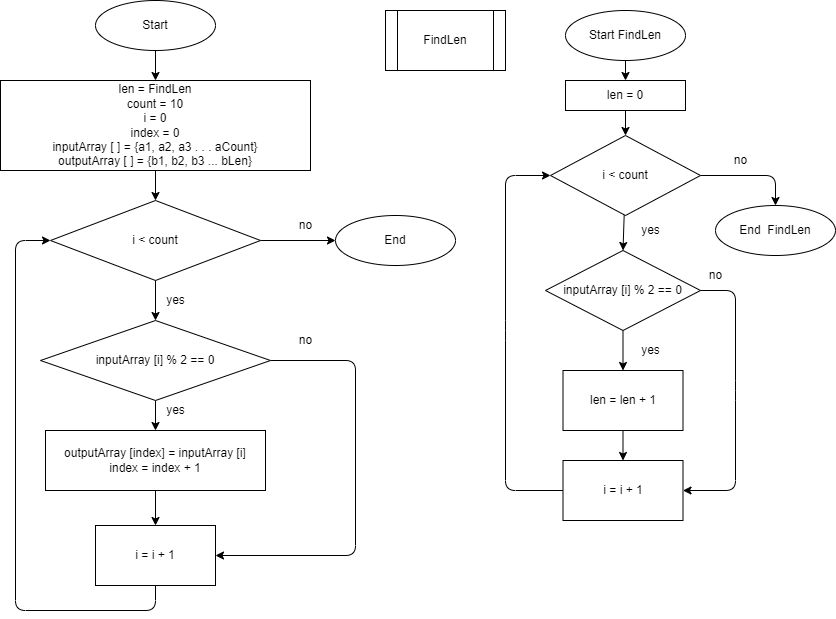 Start
len = FindLen
count = 10
i = 0
index = 0
inputArray [ ] = {a1, a2, a3 . . . aCount}
outputArray [ ] = {b1, b2, b3 ... bLen}
i < count
no
End
yes
inputArray [i] % 2 == 0
no
yes
outputArray [index] = inputArray [i]
index = index + 1
i = i + 1
FindLen
Start FindLen
len = 0
i < count
no
End  FindLen
yes
inputArray [i] % 2 == 0
no
yes
len = len + 1
i = i + 1